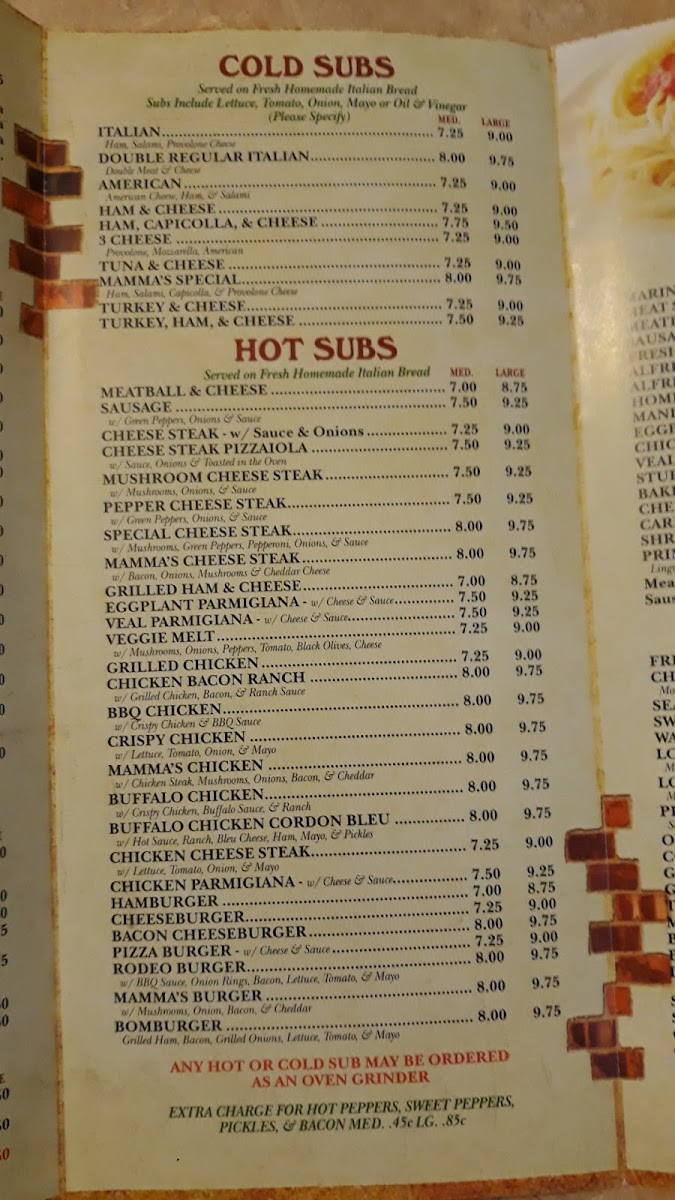 COLD SUBS
Served on Fresh Homemade Italian Bread
Subs Include Lettuce, Tomato, Onion, Mayo or Oil & Vinegar
(Please Specify)
MED. LARGE
ITALIAN 7.25 9.00
Ham, Salami, Provolone Cheese
DOUBLE REGULAR ITALIAN 8.00 9.75
Double Meat & Cheese
AMERICAN 7.25 9.00
American Cheese, Ham, & Salami
HAM & CHEESE 7.25 9.00
HAM, CAPICOLLA, & CHEESE 7.75 9.50
3 CHEESE 7.25 9.00
Provolone, Mozzarella, American
TUNA & CHEESE 7.25 9.00
MAMMA'S SPECIAL 8.00 9.75
Ham, Salami, Capicolla, & Provolone Cheese
TURKEY & CHEESE 7.25 9.00
TURKEY, HAM, & CHEESE 7.50 9.25
HOT SUBS
Served on Fresh Homemade Italian Bread MED. LARGE
MEATBALL & CHEESE 7.00 8.75
SAUSAGE 7.50 9.25
w/ Green Peppers, Onions & Sauce
CHEESE STEAK - w/ Sauce & Onions 7.25 9.00
CHEESE STEAK PIZZAIOLA 7.50 9.25
w/ Sauce, Onions & Toasted in the Oven
MUSHROOM CHEESE STEAK 7.50 9.25
w/ Mushrooms, Onions, & Sauce
PEPPER CHEESE STEAK 7.50 9.25
w/ Green Peppers, Onions, & Sauce
SPECIAL CHEESE STEAK 8.00 9.75
w/ Mushrooms, Green Peppers, Pepperoni, Onions, & Sauce
MAMMA'S CHEESE STEAK 8.00 9.75
w/ Bacon, Onions, Mushrooms & Cheddar Cheese
GRILLED HAM & CHEESE 7.00 8.75
EGGPLANT PARMIGIANA - w/ Cheese & Sauce 7.50 9.25
VEAL PARMIGIANA - w/ Cheese & Sauce 7.50 9.25
VEGGIE MELT 7.25 9.00
w/ Mushrooms, Onions, Peppers, Tomato, Black Olives, Cheese
GRILLED CHICKEN 7.25 9.00
CHICKEN BACON RANCH 8.00 9.75
w/ Grilled Chicken, Bacon, & Ranch Sauce
BBQ CHICKEN 8.00 9.75
w/ Crispy Chicken & BBQ Sauce
CRISPY CHICKEN 8.00 9.75
w/ Lettuce, Tomato, Onion, & Mayo
MAMMA'S CHICKEN 8.00 9.75
w/ Chicken Steak, Mushrooms, Onions, Bacon, & Cheddar
BUFFALO CHICKEN 8.00 9.75
w/ Crispy Chicken, Buffalo Sauce, & Ranch
BUFFALO CHICKEN CORDON BLEU 8.00 9.75
w/ Hot Sauce, Ranch, Bleu Cheese, Ham, Mayo, & Pickles
CHICKEN CHEESE STEAK 7.25 9.00
w/ Lettuce, Tomato, Onion, & Mayo
CHICKEN PARMIGIANA - w/ Cheese & Sauce 7.50 9.25
HAMBURGER 7.00 8.75
CHEESEBURGER 7.25 9.00
BACON CHEESEBURGER 8.00 9.75
PIZZA BURGER - w/ Cheese & Sauce 7.25 9.00
RODEO BURGER 8.00 9.75
w/ BBQ Sauce, Onion Rings, Bacon, Lettuce, Tomato, & Mayo
MAMMA'S BURGER 8.00 9.75
w/ Mushrooms, Onion, Bacon, & Cheddar
BOMBURGER 8.00 9.75
Grilled Ham, Bacon, Grilled Onions, Lettuce, Tomato, & Mayo
ANY HOT OR COLD SUB MAY BE ORDERED
AS AN OVEN GRINDER
EXTRA CHARGE FOR HOT PEPPERS, SWEET PEPPERS,
PICKLES, & BACON MED. .45c LG. .85c